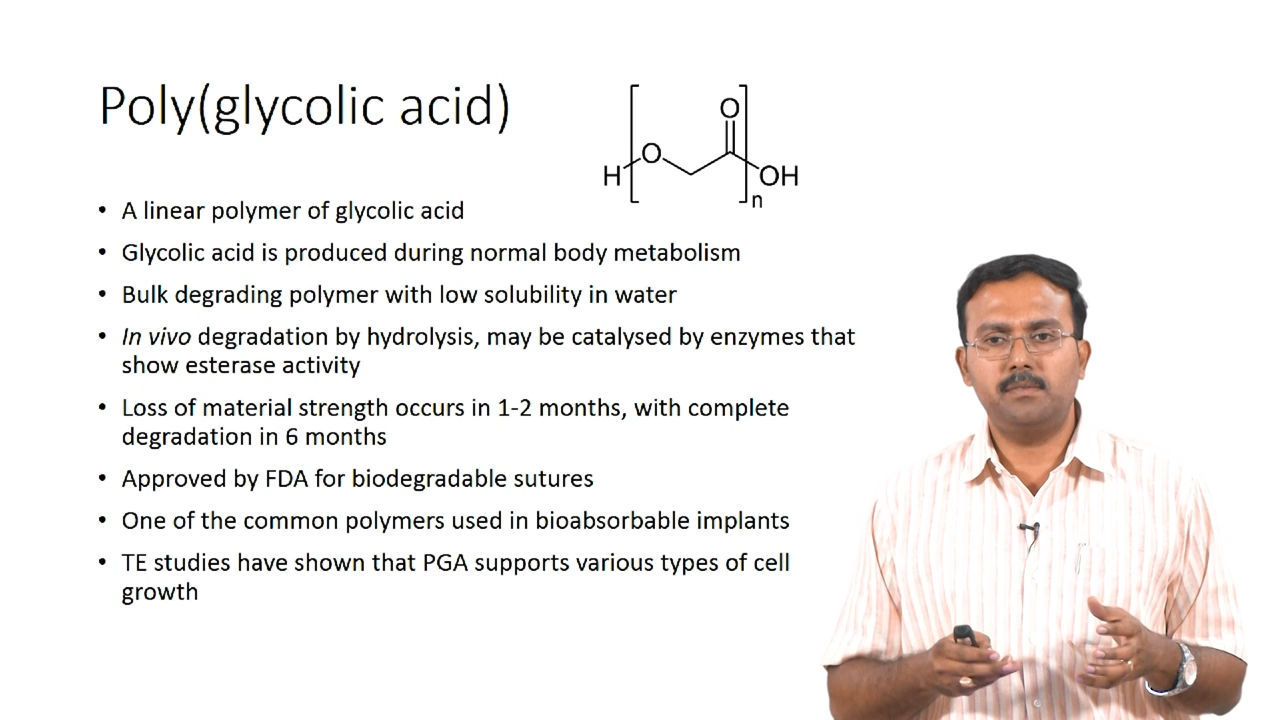 Poly(glycolic acid)
O
O
H
OH
n
• A linear polymer of glycolic acid
• Glycolic acid is produced during normal body metabolism
• Bulk degrading polymer with low solubility in water
• In vivo degradation by hydrolysis, may be catalysed by enzymes that
show esterase activity
• Loss of material strength occurs in 1-2 months, with complete
degradation in 6 months
• Approved by FDA for biodegradable sutures
• One of the common polymers used in bioabsorbable implants
• TE studies have shown that PGA supports various types of cell
growth